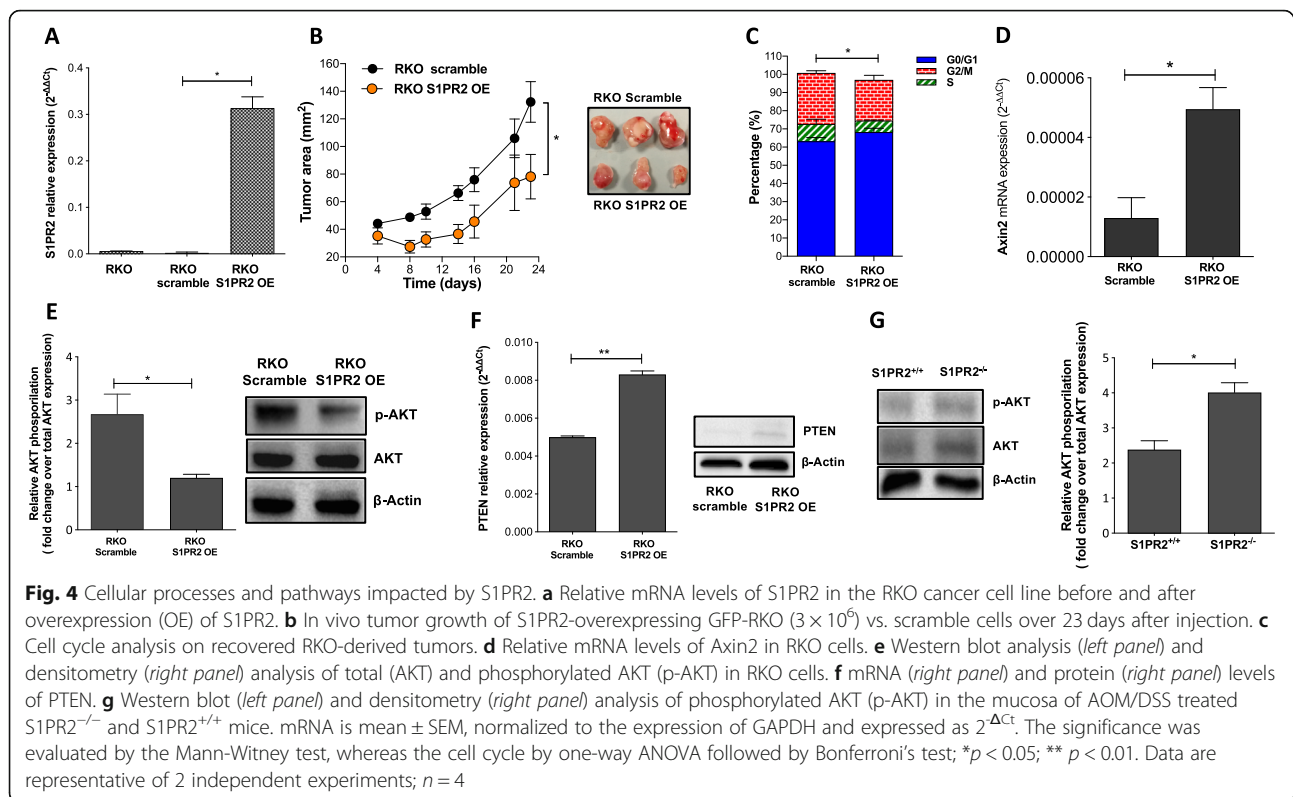 A
S1PR2 relative expression (2-ΔΔCt)
0.4
0.3
0.2
0.1
0.0
*
RKO
RKO scramble
RKO S1PR2 OE
B
RKO scramble
RKO S1PR2 OE
Tumor area (mm2)
160
140
120
100
80
60
40
20
0 4 8 12 16 20 24
Time (days)
*
RKO Scramble
RKO S1PR2 OE
C
Percentage (%)
110
100
90
80
70
60
50
40
30
20
10
0
*
G0/G1
G2/M
S
RKO scramble
RKO S1PR2 OE
D
Axin2 mRNA expession (2-ΔΔCt)
0.00006
0.00004
0.00002
0.00000
*
RKO Scramble
RKO S1PR2 OE
E
Relative AKT phosporilation
( fold change over total AKT expression)
4
3
2
1
0
*
RKO Scramble
RKO S1PR2 OE
RKO Scramble
RKO S1PR2 OE
p-AKT
AKT
β-Actin
F
PTEN relative expression (2-ΔΔCt)
0.010
0.008
0.006
0.004
0.002
0.000
**
RKO Scramble
RKO S1PR2 OE
PTEN
β-Actin
RKO scramble
RKO S1PR2 OE
G
S1PR2+/+ S1PR2-/-
p-AKT
AKT
β-Actin
Relative AKT phosporilation
( fold change over total AKT expression)
5
4
3
2
1
0
*
S1PR2+/+ S1PR2-/-
Fig. 4 Cellular processes and pathways impacted by S1PR2. a Relative mRNA levels of S1PR2 in the RKO cancer cell line before and after
overexpression (OE) of S1PR2. b In vivo tumor growth of S1PR2-overexpressing GFP-RKO (3 × 10⁶) vs. scramble cells over 23 days after injection. c
Cell cycle analysis on recovered RKO-derived tumors. d Relative mRNA levels of Axin2 in RKO cells. e Western blot analysis (left panel) and
densitometry (right panel) analysis of total (AKT) and phosphorylated AKT (p-AKT) in RKO cells. f mRNA (right panel) and protein (right panel) levels
of PTEN. g Western blot (left panel) and densitometry (right panel) analysis of phosphorylated AKT (p-AKT) in the mucosa of AOM/DSS treated
S1PR2−/− and S1PR2+/+ mice. mRNA is mean ± SEM, normalized to the expression of GAPDH and expressed as 2-ΔCt. The significance was
evaluated by the Mann-Witney test, whereas the cell cycle by one-way ANOVA followed by Bonferroni's test; *p < 0.05; ** p < 0.01. Data are
representative of 2 independent experiments; n = 4